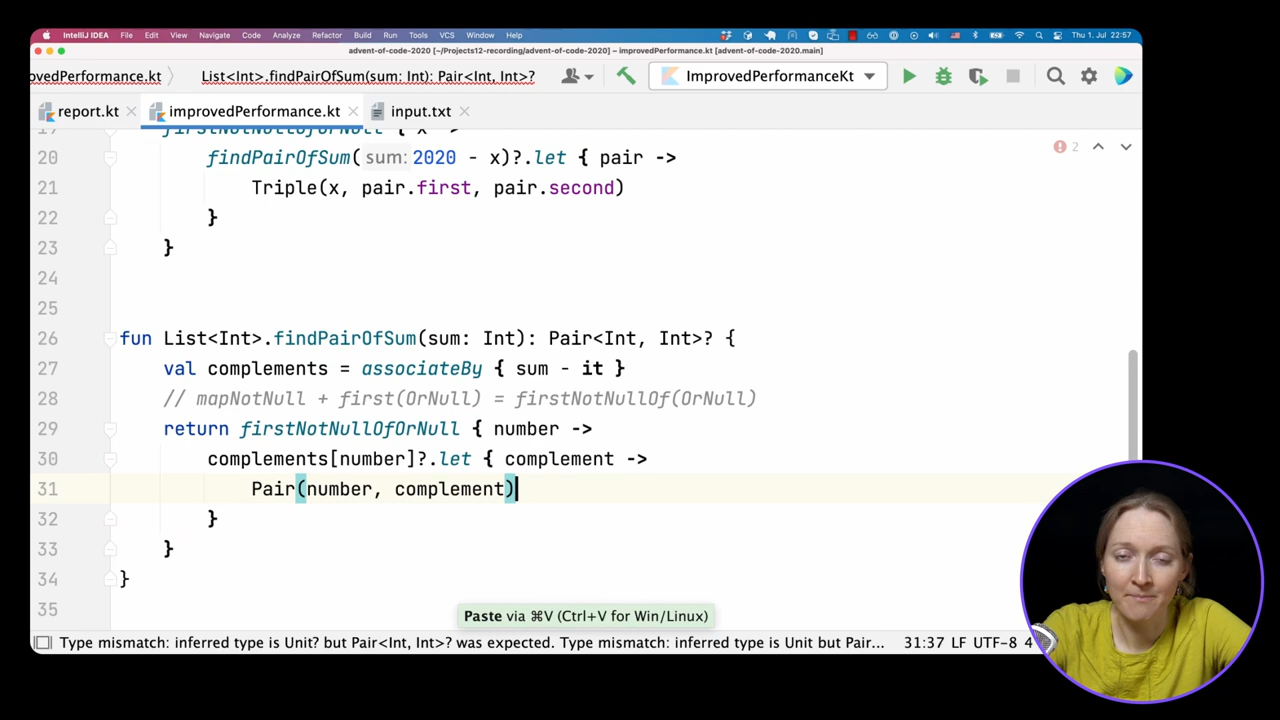 IntelliJ IDEA File Edit View Navigate Code Analyze Refactor Build Run Tools VCS Window Help Thu 1. Jul 22:57
advent-of-code-2020 [~/Projects12-recording/advent-of-code-2020] – improvedPerformance.kt [advent-of-code-2020.main]
ovedPerformance.kt List<Int>.findPairOfSum(sum: Int): Pair<Int, Int>? ImprovedPerformanceKt
report.kt improvedPerformance.kt input.txt
2
20 findPairOfSum( sum: 2020 - x)?.let { pair ->
21 Triple(x, pair.first, pair.second)
22 }
23 }
24
25
26 fun List<Int>.findPairOfSum(sum: Int): Pair<Int, Int>? {
27 val complements = associateBy { sum - it }
28 // mapNotNull + first(OrNull) = firstNotNullOf(OrNull)
29 return firstNotNullOfOrNull { number ->
30 complements[number]?.let { complement ->
31 Pair(number, complement)
32 }
33 }
34 }
35
Paste via ⌘V (Ctrl+V for Win/Linux)
Type mismatch: inferred type is Unit? but Pair<Int, Int>? was expected. Type mismatch: inferred type is Unit but Pair... 31:37 LF UTF-8 4